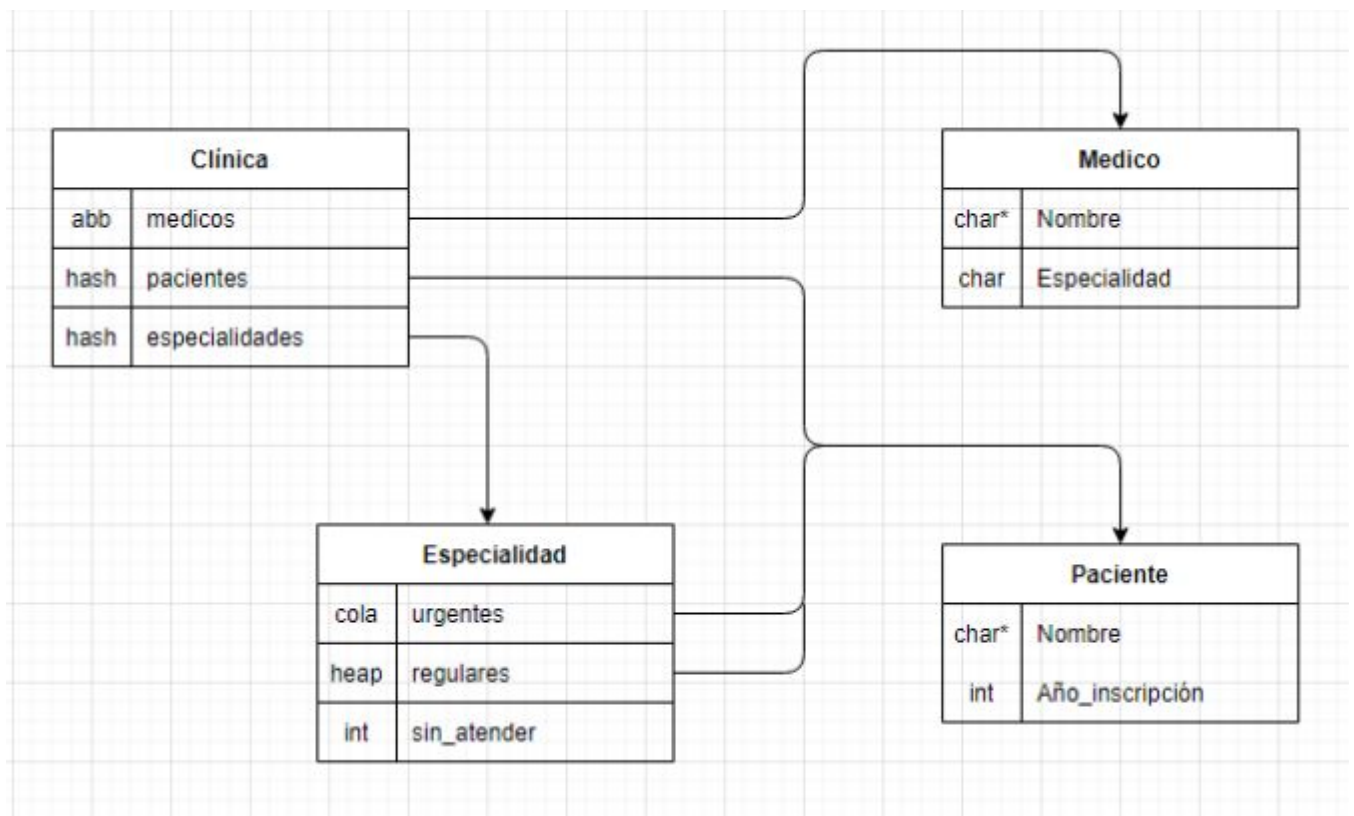 Clínica
abb medicos
hash pacientes
hash especialidades
Medico
char* Nombre
char Especialidad
Especialidad
cola urgentes
heap regulares
int sin_atender
Paciente
char* Nombre
int Año_inscripción